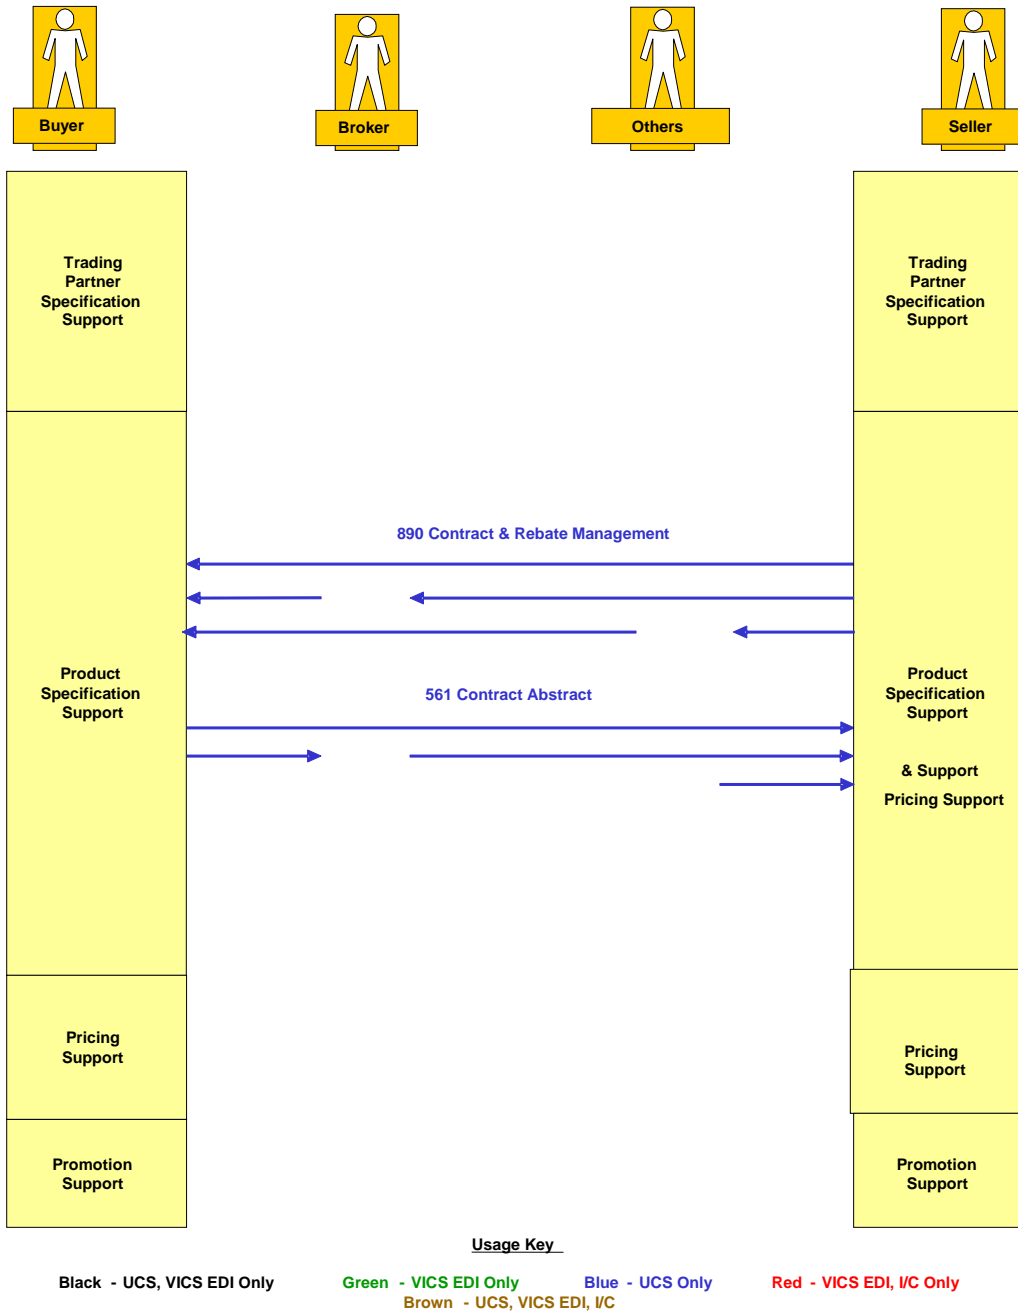 Buyer
Broker
Others
Seller
Trading
Partner
Specification
Support
Trading
Partner
Specification
Support
890 Contract & Rebate Management
Product
Specification
Support
561 Contract Abstract
Product
Specification
Support
& Support
Pricing Support
Pricing
Support
Pricing
Support
Promotion
Support
Promotion
Support
Usage Key
Black - UCS, VICS EDI Only
Green - VICS EDI Only
Blue - UCS Only
Red - VICS EDI, I/C Only
Brown - UCS, VICS EDI, I/C